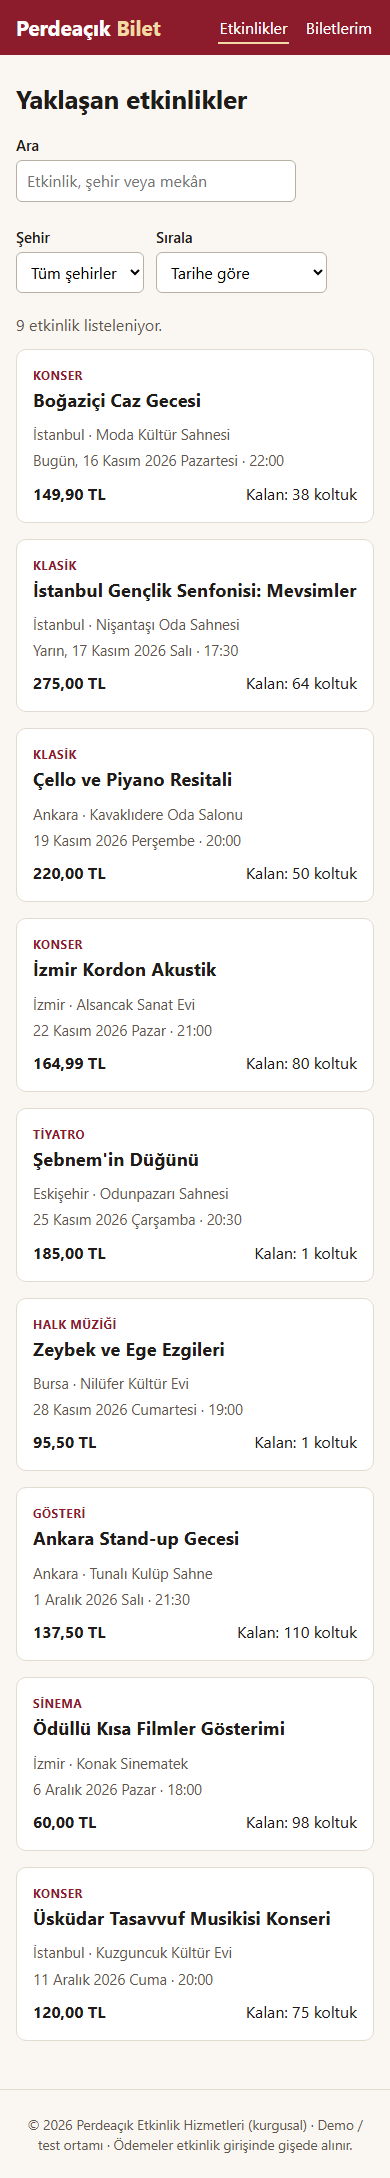 Perdeaçık Bilet
Etkinlikler
Biletlerim
Yaklaşan etkinlikler
Ara
Etkinlik, şehir veya mekân
Şehir
Sırala
Tüm şehirler
Tarihe göre
9 etkinlik listeleniyor.
KONSER
Boğaziçi Caz Gecesi
İstanbul · Moda Kültür Sahnesi
Bugün, 16 Kasım 2026 Pazartesi · 22:00
149,90 TL
Kalan: 38 koltuk
KLASİK
İstanbul Gençlik Senfonisi: Mevsimler
İstanbul · Nişantaşı Oda Sahnesi
Yarın, 17 Kasım 2026 Salı · 17:30
275,00 TL
Kalan: 64 koltuk
KLASİK
Çello ve Piyano Resitali
Ankara · Kavaklıdere Oda Salonu
19 Kasım 2026 Perşembe · 20:00
220,00 TL
Kalan: 50 koltuk
KONSER
İzmir Kordon Akustik
İzmir · Alsancak Sanat Evi
22 Kasım 2026 Pazar · 21:00
164,99 TL
Kalan: 80 koltuk
TİYATRO
Şebnem'in Düğünü
Eskişehir · Odunpazarı Sahnesi
25 Kasım 2026 Çarşamba · 20:30
185,00 TL
Kalan: 1 koltuk
HALK MÜZİĞİ
Zeybek ve Ege Ezgileri
Bursa · Nilüfer Kültür Evi
28 Kasım 2026 Cumartesi · 19:00
95,50 TL
Kalan: 1 koltuk
GÖSTERİ
Ankara Stand-up Gecesi
Ankara · Tunalı Kulüp Sahne
1 Aralık 2026 Salı · 21:30
137,50 TL
Kalan: 110 koltuk
SİNEMA
Ödüllü Kısa Filmler Gösterimi
İzmir · Konak Sinematek
6 Aralık 2026 Pazar · 18:00
60,00 TL
Kalan: 98 koltuk
KONSER
Üsküdar Tasavvuf Musikisi Konseri
İstanbul · Kuzguncuk Kültür Evi
11 Aralık 2026 Cuma · 20:00
120,00 TL
Kalan: 75 koltuk
© 2026 Perdeaçık Etkinlik Hizmetleri (kurgusal) · Demo /
test ortamı · Ödemeler etkinlik girişinde gişede alınır.